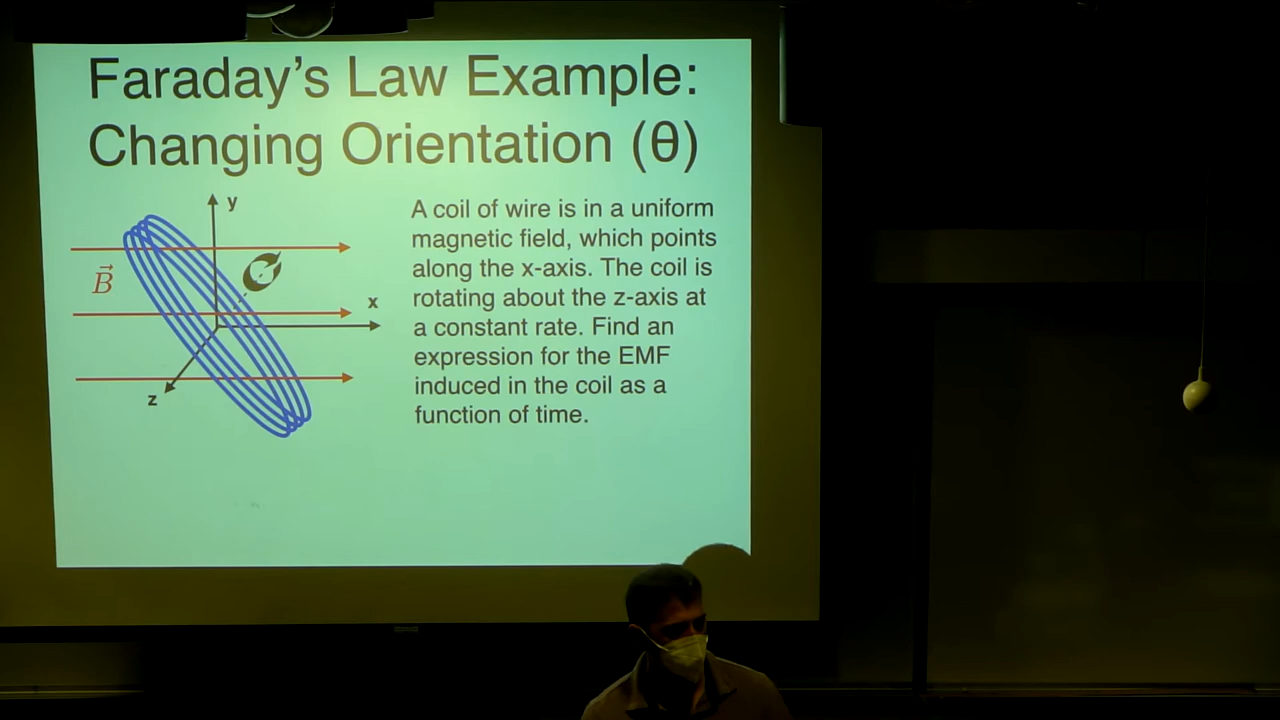 Faraday’s Law Example:
Changing Orientation (θ)
y
B
x
z
A coil of wire is in a uniform
magnetic field, which points
along the x-axis. The coil is
rotating about the z-axis at
a constant rate. Find an
expression for the EMF
induced in the coil as a
function of time.